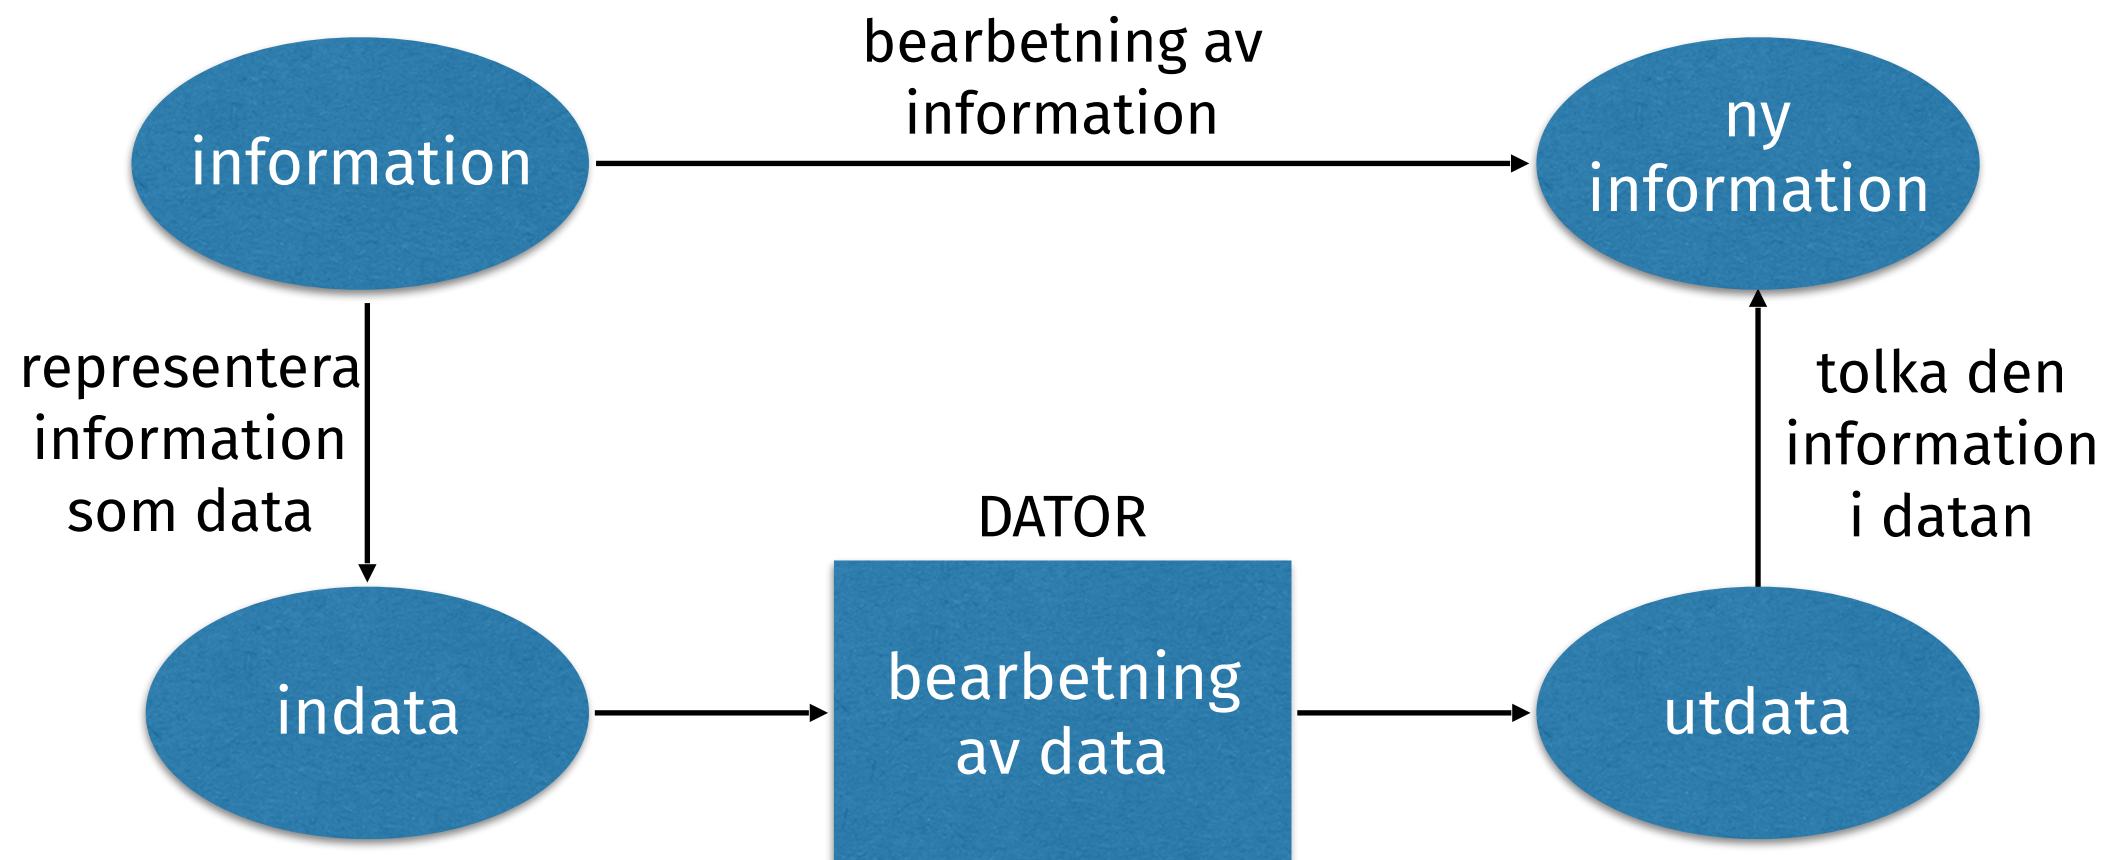 bearbetning av
information
information
ny
information
representera
information
som data
tolka den
information
i datan
DATOR
indata
bearbetning
av data
utdata